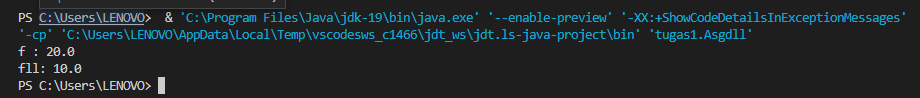 PS C:\Users\LENOVO>  & 'C:\Program Files\Java\jdk-19\bin\java.exe' '--enable-preview' '-XX:+ShowCodeDetailsInExceptionMessages'
'-cp' 'C:\Users\LENOVO\AppData\Local\Temp\vscodesws_c1466\jdt_ws\jdt.ls-java-project\bin' 'tugas1.Asgdll'
f : 20.0
fll: 10.0
PS C:\Users\LENOVO>